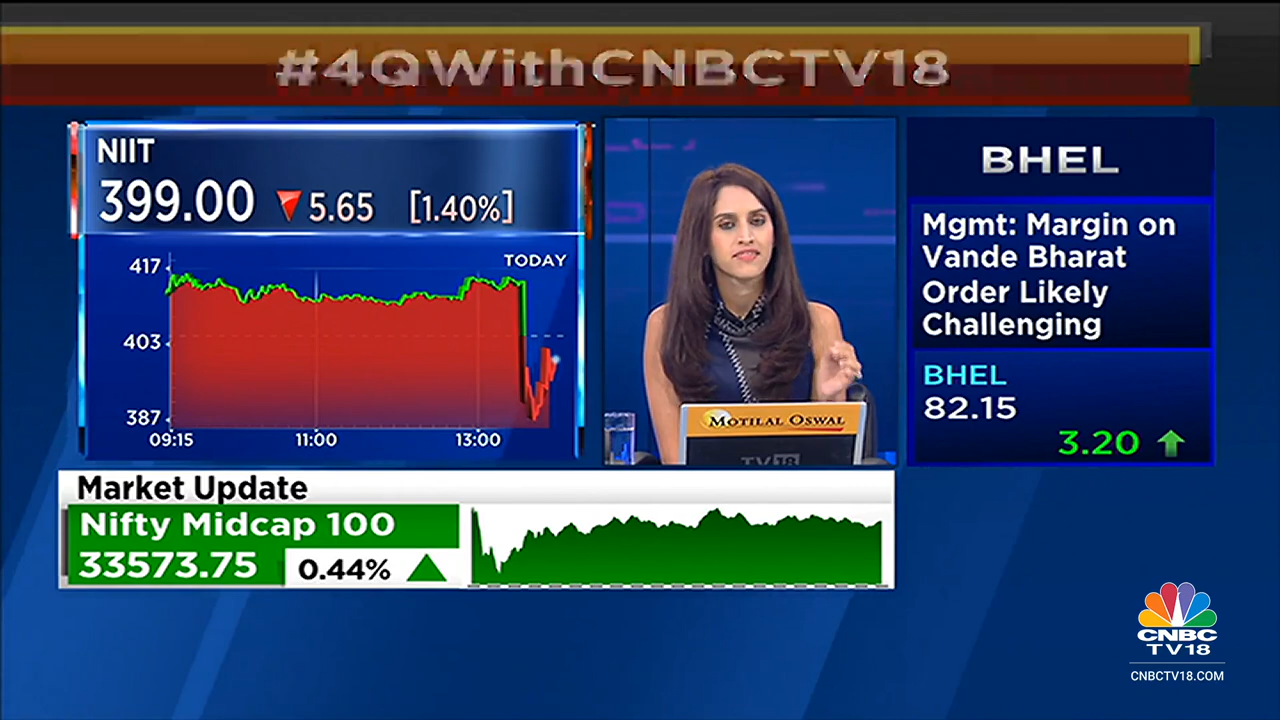 #4QWithCNBCTV18
NIIT
399.00 ▼ 5.65 [1.40%]
TODAY
417
403
387
09:15 11:00 13:00
MOTILAL OSWAL
TV18
BHEL
Mgmt: Margin on
Vande Bharat
Order Likely
Challenging
BHEL
82.15
3.20
Market Update
Nifty Midcap 100
33573.75 0.44%
CNBC
TV18
CNBCTV18.COM